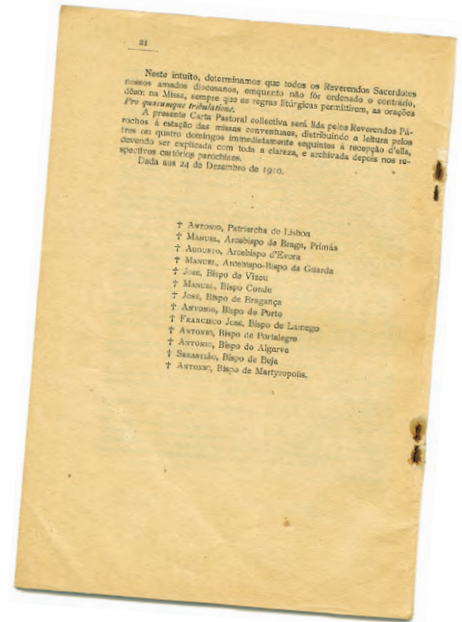 21
Neste intuito, determinamos que todos os Reverendos Sacerdotes
nossos amados diocesanos, emquanto não fôr ordenado o contrário,
dêem na Missa, sempre que as regras litúrgicas permittirem, as orações
Pro quacumque tribulatione.
A presente Carta Pastoral collectiva será lida pelos Reverendos Pá-
rochos á estação das missas conventuaes, distribuindo a leitura pelos
tres ou quatro domingos immediatamente seguintes á recepção d'ella,
devendo ser explicada com toda a clareza, e archivada depois nos re-
spectivos cartórios parochiaes.
Dada aos 24 de Dezembro de 1910.
† Antonio, Patriarcha de Lisboa
† Manuel, Arcebispo de Braga, Primás
† Augusto, Arcebispo d'Evora
† Manuel, Arcebispo-Bispo da Guarda
† José, Bispo de Vizeu
† Manuel, Bispo Conde
† José, Bispo de Bragança
† Antonio, Bispo do Porto
† Francisco José, Bispo de Lamego
† Antonio, Bispo de Portalegre
† Antonio, Bispo do Algarve
† Sebastião, Bispo de Beja
† Antonio, Bispo de Martyropolis.